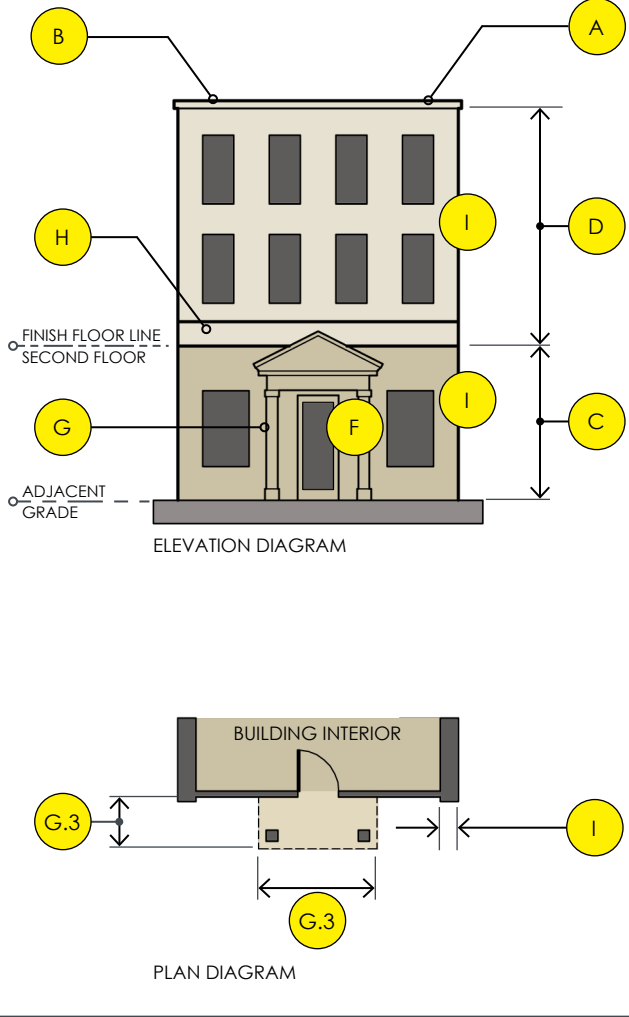 B
A
H
I
D
FINISH FLOOR LINE
SECOND FLOOR
I
G
F
C
ADJACENT
GRADE
ELEVATION DIAGRAM
BUILDING INTERIOR
G.3
I
G.3
PLAN DIAGRAM